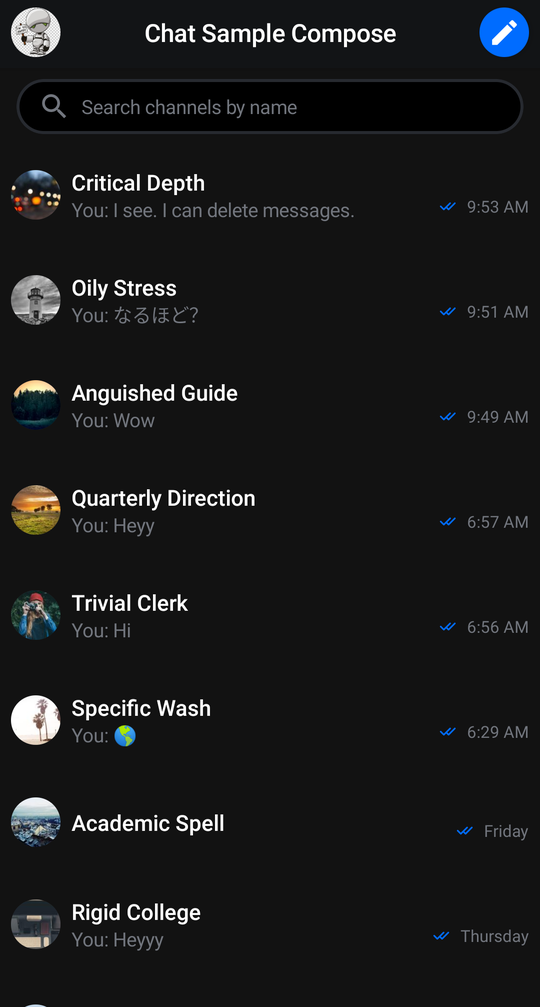 Chat Sample Compose
Search channels by name
Critical Depth
You: I see. I can delete messages.
9:53 AM
Oily Stress
You: なるほど?
9:51 AM
Anguished Guide
You: Wow
9:49 AM
Quarterly Direction
You: Heyy
6:57 AM
Trivial Clerk
You: Hi
6:56 AM
Specific Wash
You: 🌎
6:29 AM
Academic Spell
Friday
Rigid College
You: Heyyy
Thursday